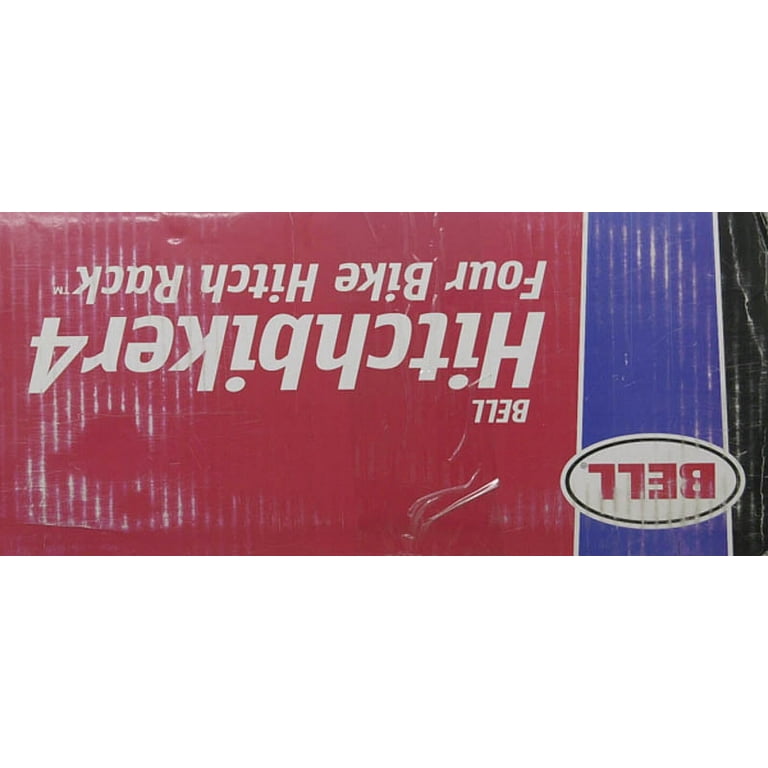 BELL
BELL
Hitchbiker4
Four Bike Hitch Rack™